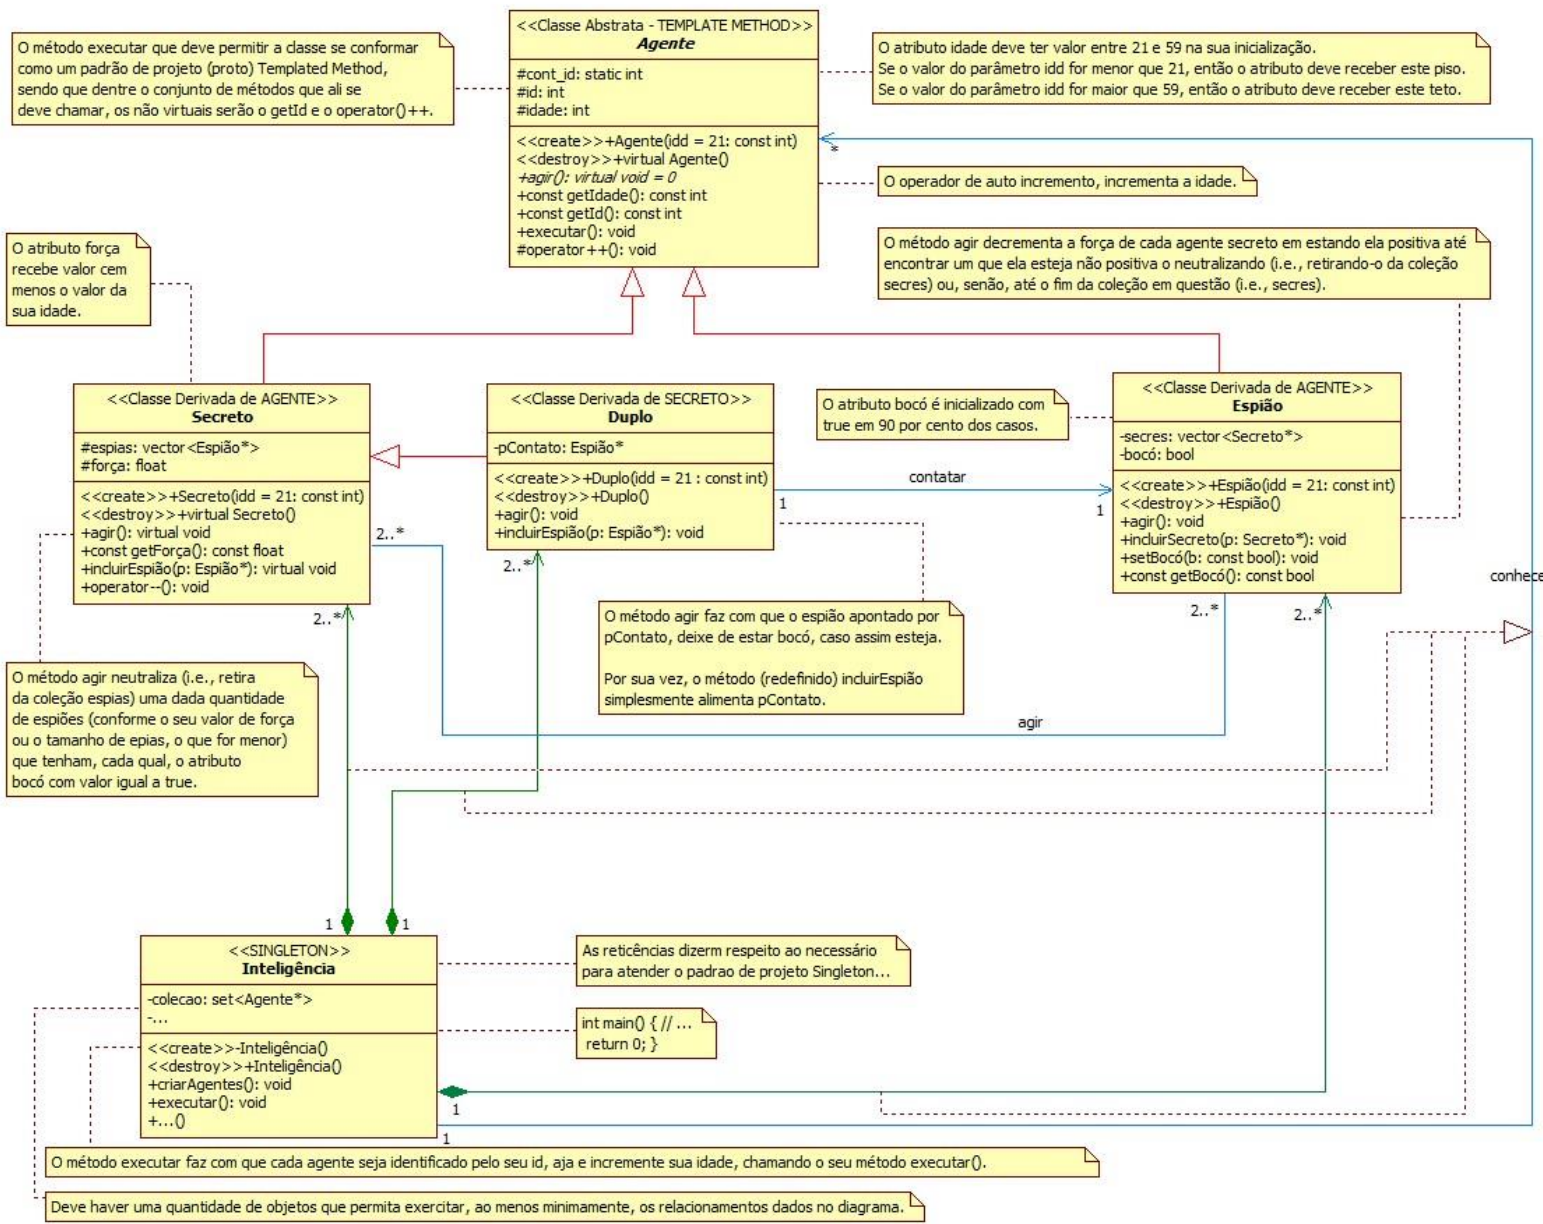 O método executar que deve permitir a classe se conformar
como um padrão de projeto (proto) Templated Method,
sendo que dentre o conjunto de métodos que ali se
deve chamar, os não virtuais serão o getId e o operator()++.
<<Classe Abstrata - TEMPLATE METHOD>>
Agente
#cont_id: static int
#id: int
#idade: int
<<create>>+Agente(idd = 21: const int)
<<destroy>>+virtual Agente()
+agir(): virtual void = 0
+const getIdade(): const int
+const getId(): const int
+executar(): void
#operator++(): void
O atributo idade deve ter valor entre 21 e 59 na sua inicialização.
Se o valor do parâmetro idd for menor que 21, então o atributo deve receber este piso.
Se o valor do parâmetro idd for maior que 59, então o atributo deve receber este teto.
*
O operador de auto incremento, incrementa a idade.
O atributo força
recebe valor cem
menos o valor da
sua idade.
O método agir decrementa a força de cada agente secreto em estando ela positiva até
encontrar um que ela esteja não positiva o neutralizando (i.e., retirando-o da coleção
secres) ou, senão, até o fim da coleção em questão (i.e., secres).
<<Classe Derivada de AGENTE>>
Secreto
#espias: vector<Espião*>
#força: float
<<create>>+Secreto(idd = 21: const int)
<<destroy>>+virtual Secreto()
+agir(): virtual void
+const getForça(): const float
+incluirEspião(p: Espião*): virtual void
+operator--(): void
<<Classe Derivada de SECRETO>>
Duplo
-pContato: Espião*
<<create>>+Duplo(idd = 21 : const int)
<<destroy>>+Duplo()
+agir(): void
+incluirEspião(p: Espião*): void
O atributo bocó é inicializado com
true em 90 por cento dos casos.
<<Classe Derivada de AGENTE>>
Espião
-secres: vector<Secreto*>
-bocó: bool
<<create>>+Espião(idd = 21: const int)
<<destroy>>+Espião()
+agir(): void
+incluirSecreto(p: Secreto*): void
+setBocó(b: const bool): void
+const getBocó(): const bool
contatar
1
1
2..*
2..*
2..*
2..*
2..*
conhece
O método agir faz com que o espião apontado por
pContato, deixe de estar bocó, caso assim esteja.
Por sua vez, o método (redefinido) incluirEspião
simplesmente alimenta pContato.
O método agir neutraliza (i.e., retira
da coleção espias) uma dada quantidade
de espiões (conforme o seu valor de força
ou o tamanho de epias, o que for menor)
que tenham, cada qual, o atributo
bocó com valor igual a true.
agir
1
1
<<SINGLETON>>
Inteligência
-colecao: set<Agente*>
-...
<<create>>-Inteligência()
<<destroy>>+Inteligência()
+criarAgentes(): void
+executar(): void
+...()
As reticências dizerm respeito ao necessário
para atender o padrao de projeto Singleton...
int main() { // ...
return 0; }
1
1
O método executar faz com que cada agente seja identificado pelo seu id, aja e incremente sua idade, chamando o seu método executar().
Deve haver uma quantidade de objetos que permita exercitar, ao menos minimamente, os relacionamentos dados no diagrama.